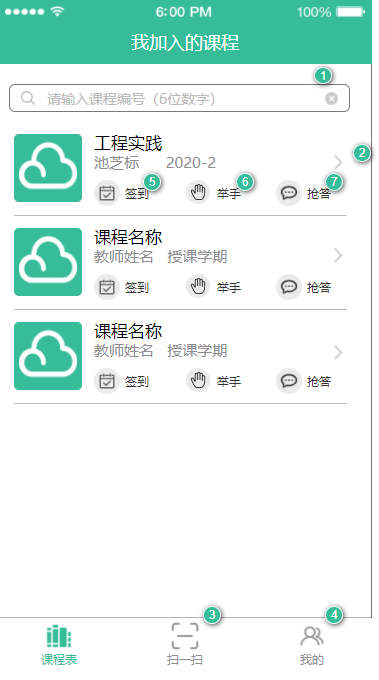 6:00 PM 100%
我加入的课程
1
请输入课程编号（6位数字）
工程实践
2
池芝标 2020-2
5 6 7
签到 举手 抢答
课程名称
教师姓名 授课学期
签到 举手 抢答
课程名称
教师姓名 授课学期
签到 举手 抢答
3 4
课程表 扫一扫 我的